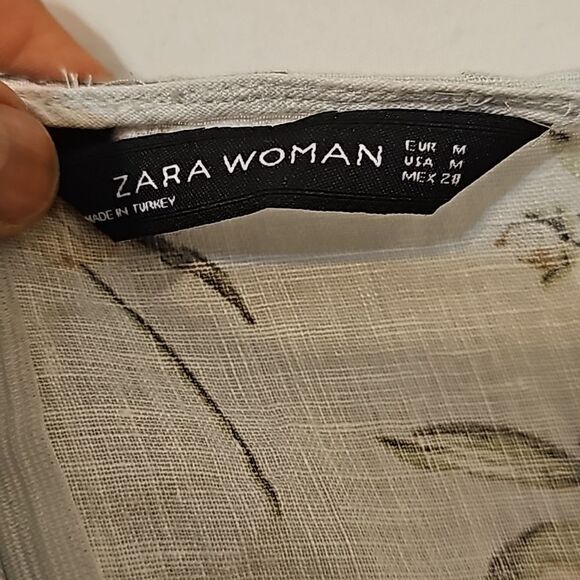 ZARA WOMAN
EUR M
USA M
MEX 28
MADE IN TURKEY